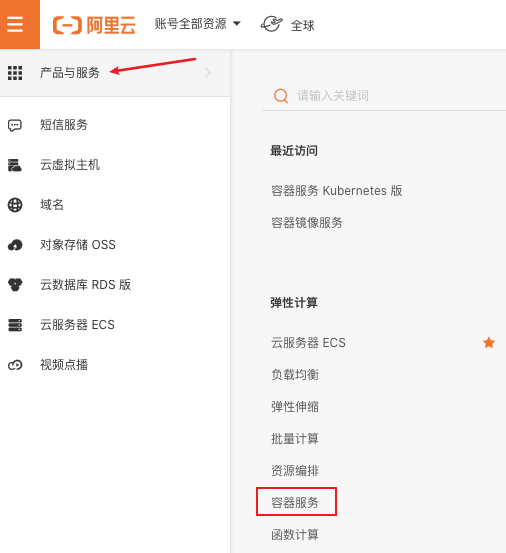 阿里云 账号全部资源 全球
产品与服务
短信服务
云虚拟主机
域名
对象存储 OSS
云数据库 RDS 版
云服务器 ECS
视频点播
请输入关键词
最近访问
容器服务 Kubernetes 版
容器镜像服务
弹性计算
云服务器 ECS
负载均衡
弹性伸缩
批量计算
资源编排
容器服务
函数计算